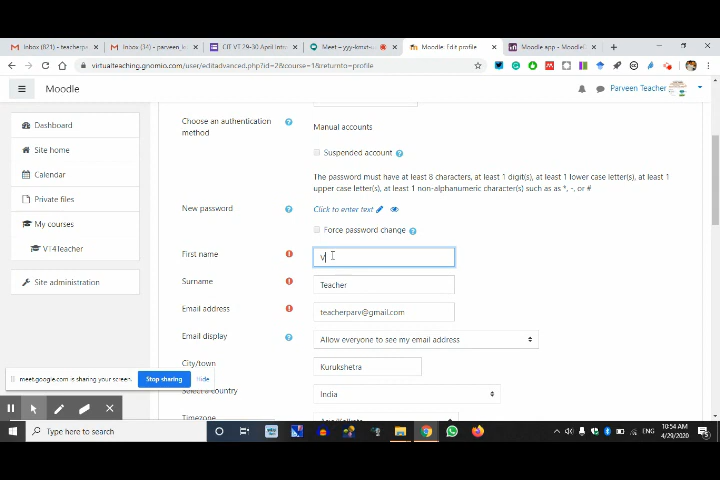 Inbox (821) - teacherp
Inbox (34) - parveen_k
CIT VT 29-30 April Intro
Meet – yyy-kmxt-
Moodle: Edit profile
Moodle app - Moodle
virtualteaching.gnomio.com/user/editadvanced.php?id=2&course=1&returnto=profile
Moodle
Parveen Teacher
Dashboard
Site home
Calendar
Private files
My courses
V14Teacher
Site administration
Choose an authentication
method
Manual accounts
Suspended account
The password must have at least 8 characters, at least 1 digit(s), at least 1 lower case letter(s), at least 1
upper case letter(s), at least 1 non-alphanumeric character(s) such as as *, -, or #
New password
Click to enter text
Force password change
First name
V
Surname
Teacher
Email address
teacherparv@gmail.com
Email display
Allow everyone to see my email address
City/town
Kurukshetra
Select a country
India
Timezone
meet.google.com is sharing your screen.
Stop sharing
Hide
Type here to search
ENG
10:54 AM
4/29/2020